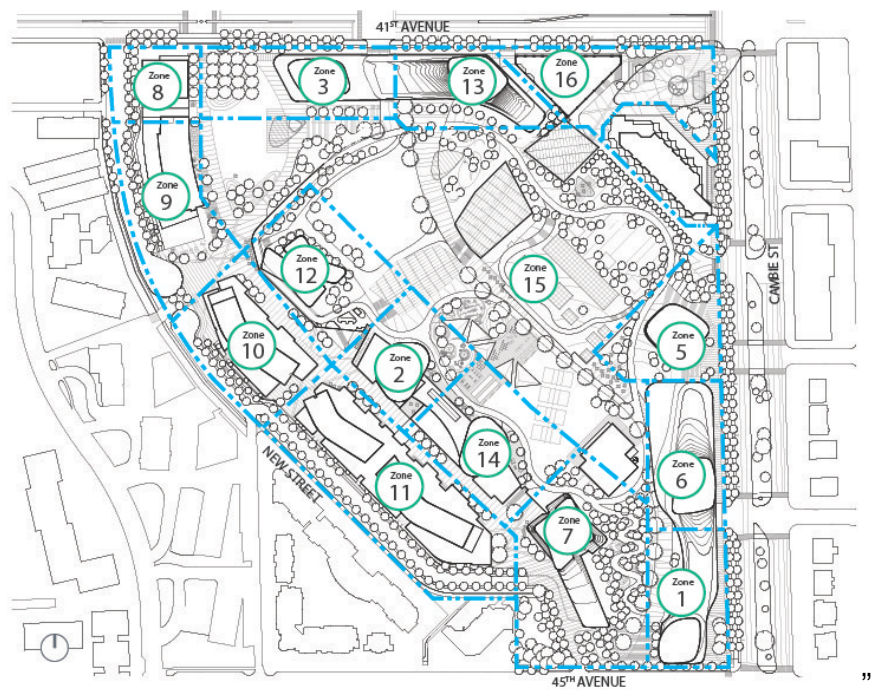 41ST AVENUE
Zone
8
Zone
3
Zone
13
Zone
16
Zone
9
Zone
12
Zone
15
CAMBIE ST
Zone
10
Zone
2
Zone
5
Zone
14
Zone
6
NEW STREET
Zone
11
Zone
7
Zone
1
45TH AVENUE
”